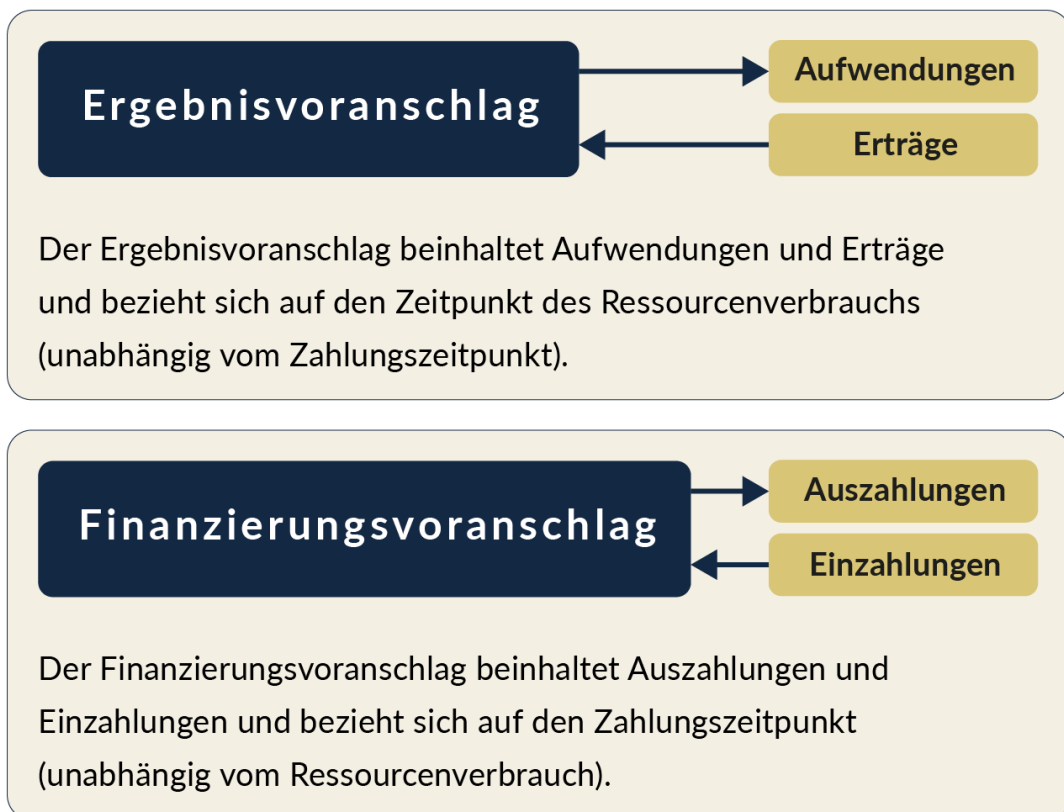 Ergebnisvoranschlag
Aufwendungen
Erträge
Der Ergebnisvoranschlag beinhaltet Aufwendungen und Erträge
und bezieht sich auf den Zeitpunkt des Ressourcenverbrauchs
(unabhängig vom Zahlungszeitpunkt).
Finanzierungsvoranschlag
Auszahlungen
Einzahlungen
Der Finanzierungsvoranschlag beinhaltet Auszahlungen und
Einzahlungen und bezieht sich auf den Zahlungszeitpunkt
(unabhängig vom Ressourcenverbrauch).